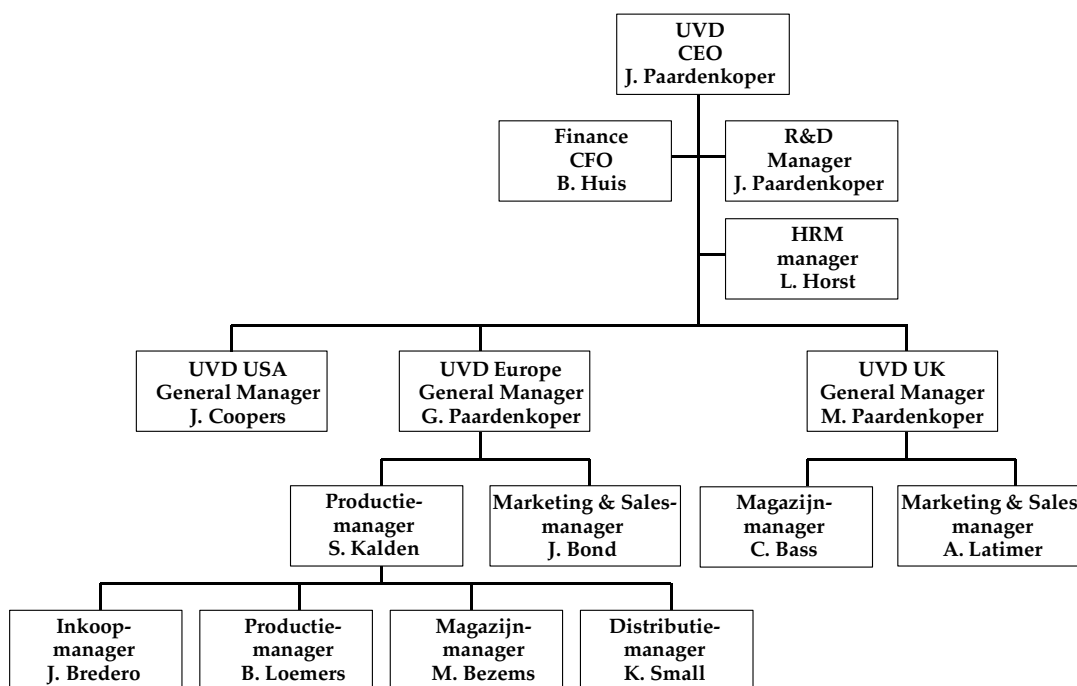 UVD
CEO
J. Paardenkoper
Finance
CFO
B. Huis
R&D
Manager
J. Paardenkoper
HRM
manager
L. Horst
UVD USA
General Manager
J. Coopers
UVD Europe
General Manager
G. Paardenkoper
UVD UK
General Manager
M. Paardenkoper
Productie-
manager
S. Kalden
Marketing & Sales-
manager
J. Bond
Magazijn-
manager
C. Bass
Marketing & Sales
manager
A. Latimer
Inkoop-
manager
J. Bredero
Productie-
manager
B. Loemers
Magazijn-
manager
M. Bezems
Distributie-
manager
K. Small